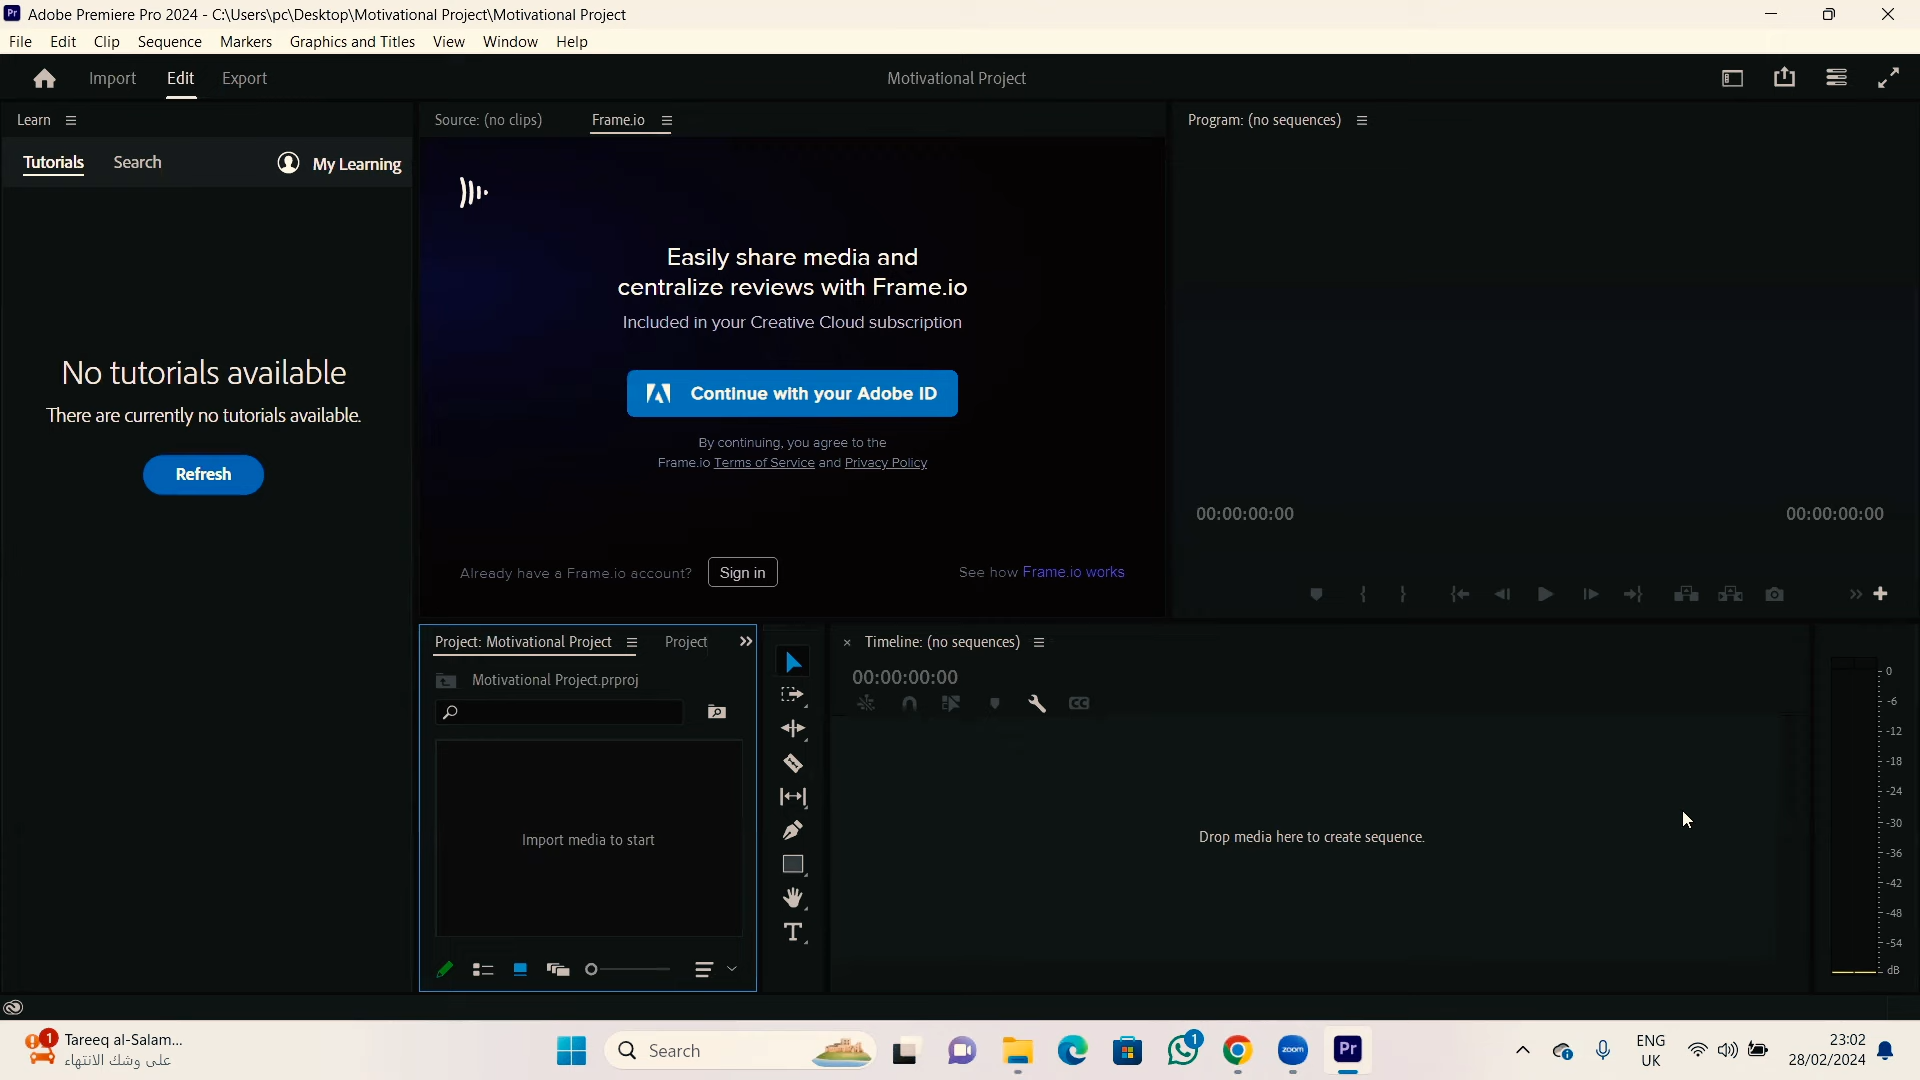 Pr Adobe Premiere Pro 2024 - C:\Users\pc\Desktop\Motivational Project\Motivational Project
File Edit Clip Sequence Markers Graphics and Titles View Window Help
Import Edit Export
Motivational Project
Learn
Source: (no clips) Frame.io
Program: (no sequences)
Tutorials Search My Learning
Easily share media and
centralize reviews with Frame.io
Included in your Creative Cloud subscription
Continue with your Adobe ID
By continuing, you agree to the
Frame.io Terms of Service and Privacy Policy
No tutorials available
There are currently no tutorials available.
Refresh
00:00:00:00
00:00:00:00
Already have a Frame.io account? Sign in See how Frame.io works
Project: Motivational Project Project
Motivational Project.prproj
Import media to start
T
Timeline: (no sequences)
00:00:00:00
CC
Drop media here to create sequence.
0
-6
-12
-18
-24
-30
-36
-42
-48
-54
dB
1
Tareeq al-Salam...
على وشك الانتهاء
Search
1
zoom
Pr
ENG
UK
23:02
28/02/2024